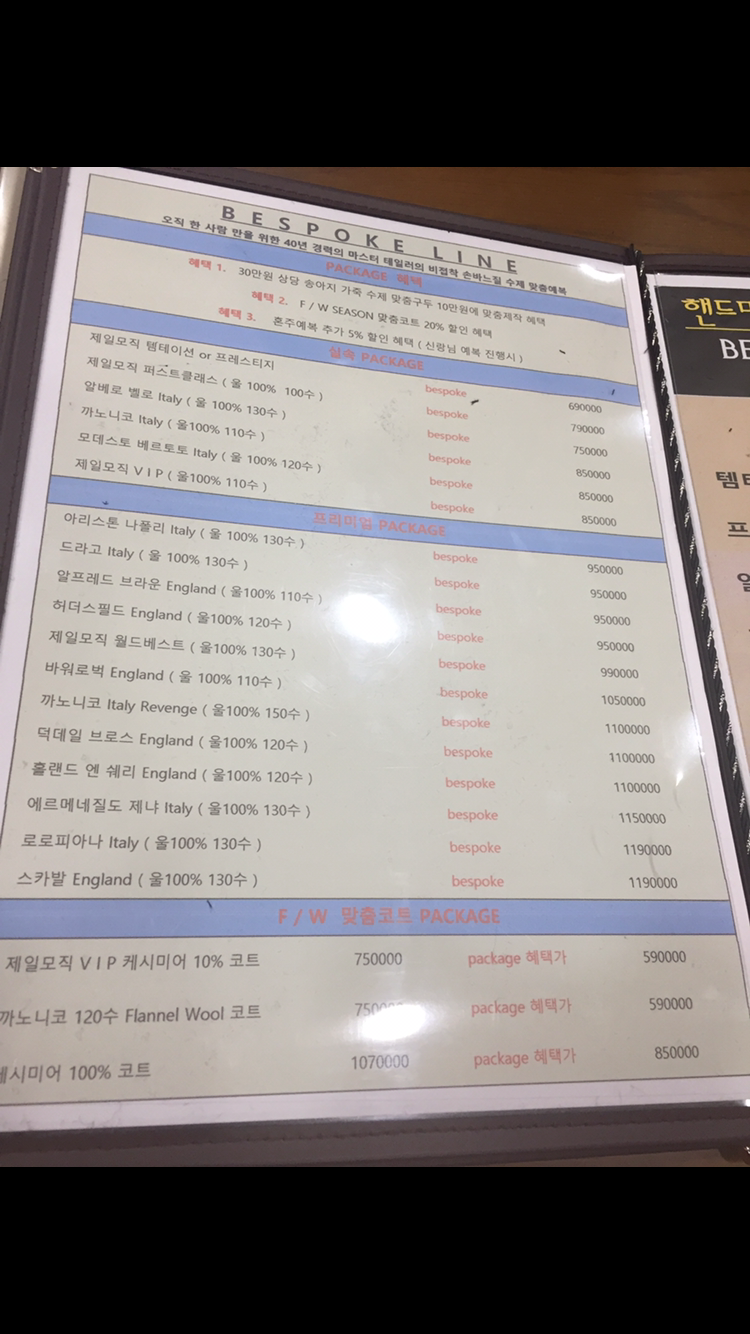 BESPOKE LINE
오직 한 사람 만을 위한 40년 경력의 마스터 테일러의 비접착 손바느질 수제 맞춤예복
PACKAGE 혜택
혜택 1. 30만원 상당 송아지 가죽 수제 맞춤구두 10만원에 맞춤제작 혜택
혜택 2. F / W SEASON 맞춤코트 20% 할인 혜택
혜택 3. 혼주예복 추가 5% 할인 혜택 ( 신랑님 예복 진행시 )
실속 PACKAGE
제일모직 템테이션 or 프레스티지 bespoke 690000
제일모직 퍼스트클래스 ( 울 100% 100수 ) bespoke 790000
알베로 벨로 Italy ( 울 100% 130수 ) bespoke 750000
까노니코 Italy ( 울100% 110수 ) bespoke 850000
모데스토 베르토토 Italy ( 울 100% 120수 ) bespoke 850000
제일모직 V I P ( 울100% 110수 ) bespoke 850000
프리미엄 PACKAGE
아리스톤 나폴리 Italy ( 울 100% 130수 ) bespoke 950000
드라고 Italy ( 울 100% 130수 ) bespoke 950000
알프레드 브라운 England ( 울100% 110수 ) bespoke 950000
허더스필드 England ( 울100% 120수 ) bespoke 950000
제일모직 월드베스트 ( 울100% 130수 ) bespoke 990000
바워로벅 England ( 울 100% 110수 ) bespoke 1050000
까노니코 Italy Revenge ( 울100% 150수 ) bespoke 1100000
덕데일 브로스 England ( 울100% 120수 ) bespoke 1100000
홀랜드 엔 쉐리 England ( 울100% 120수 ) bespoke 1100000
에르메네질도 제냐 Italy ( 울100% 130수 ) bespoke 1150000
로로피아나 Italy ( 울100% 130수 ) bespoke 1190000
스카발 England ( 울100% 130수 ) bespoke 1190000
F / W 맞춤코트 PACKAGE
제일모직 V I P 케시미어 10% 코트 750000 package 혜택가 590000
까노니코 120수 Flannel Wool 코트 package 혜택가 590000
케시미어 100% 코트 1070000 package 혜택가 850000